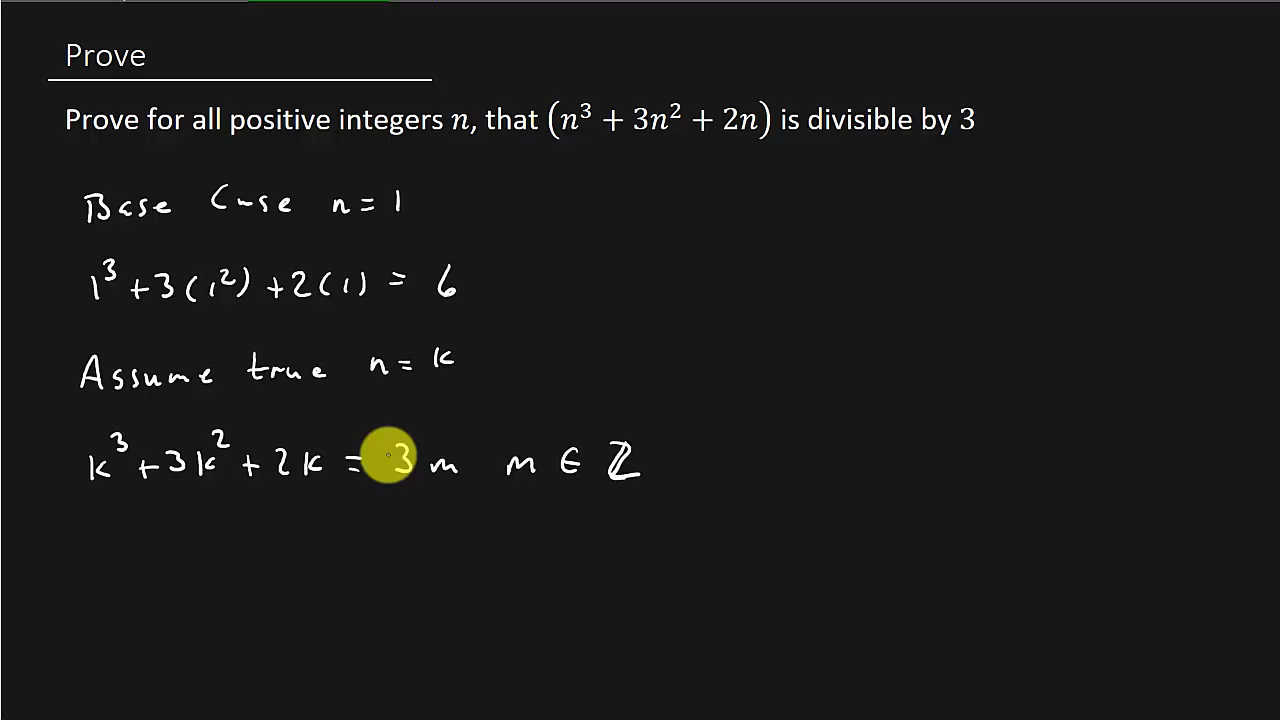 Prove
Prove for all positive integers n, that (n³ + 3n² + 2n) is divisible by 3
Base Case n = 1
1³ + 3(1²) + 2(1) = 6
Assume true n = k
k³ + 3k² + 2k = 3m m ∈ ℤ